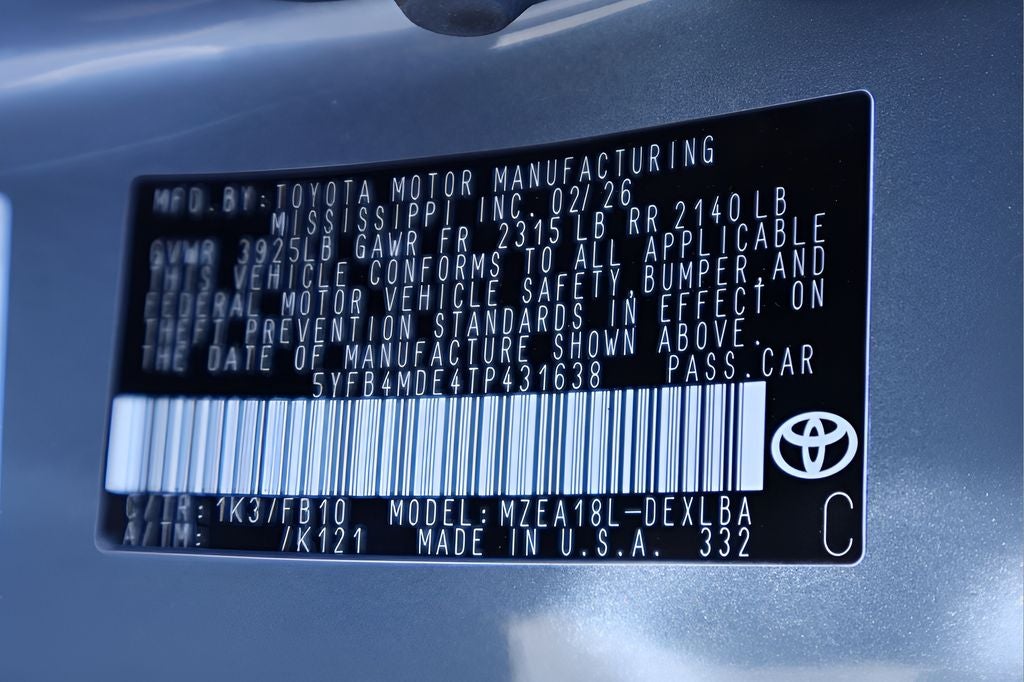 MFD. BY: TOYOTA MOTOR MANUFACTURING
MISSISSIPPI INC. 02/26
GVWR 3925LB GAWR FR 2315 LB RR 2140 LB
THIS VEHICLE CONFORMS TO ALL APPLICABLE
FEDERAL MOTOR VEHICLE SAFETY, BUMPER, AND
THEFT PREVENTION STANDARDS IN EFFECT ON
THE DATE OF MANUFACTURE SHOWN ABOVE.
5YFB4MDE4TP431638 PASS.CAR
C/TR: 1K37/FB10 MODEL: MZEA18L-DEXLBA
A/TM: /K121 MADE IN U.S.A. 332
C